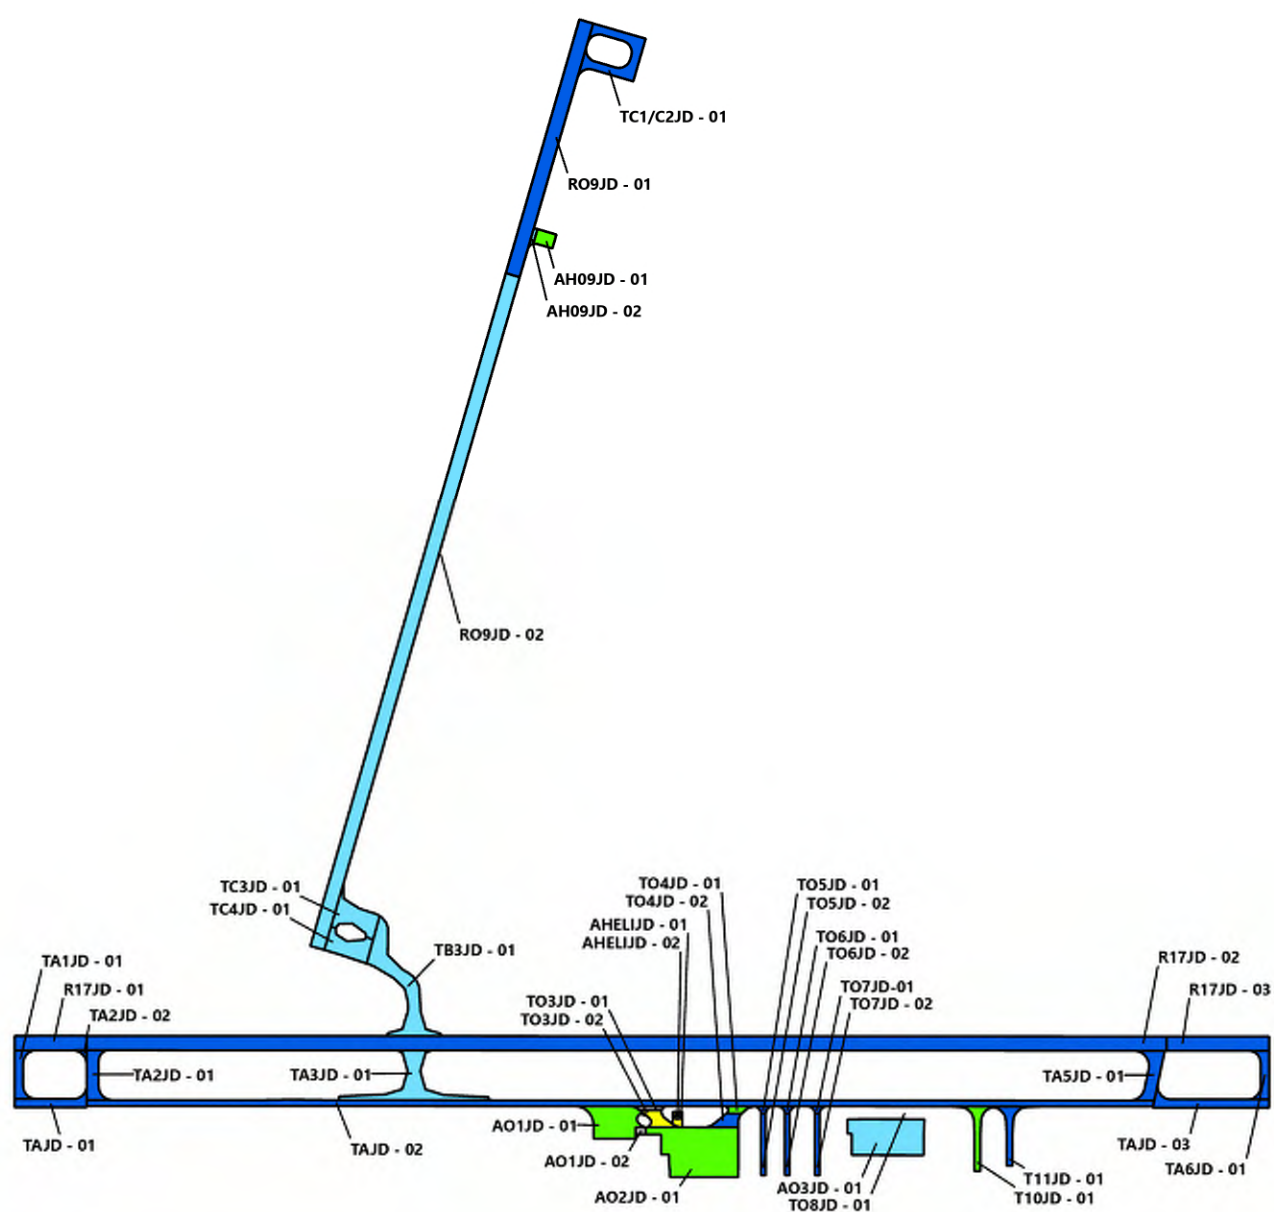 TC1/C2JD - 01
RO9JD - 01
AH09JD - 01
AH09JD - 02
RO9JD - 02
TC3JD - 01
TC4JD - 01
TB3JD - 01
TO4JD - 01
TO4JD - 02
AHELIJD - 01
AHELIJD - 02
TO5JD - 01
TO5JD - 02
TO6JD - 01
TO6JD - 02
TO7JD-01
TO7JD - 02
R17JD - 02
R17JD - 03
TA1JD - 01
R17JD - 01
TA2JD - 02
TO3JD - 01
TO3JD - 02
TA2JD - 01
TA3JD - 01
TA5JD - 01
TAJD - 01
TAJD - 02
AO1JD - 01
AO1JD - 02
AO2JD - 01
AO3JD - 01
TO8JD - 01
TAJD - 03
TA6JD - 01
T11JD - 01
T10JD - 01